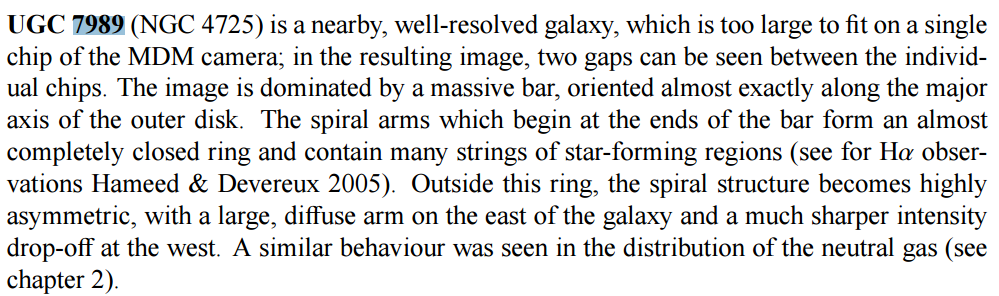 UGC 7989 (NGC 4725) is a nearby, well-resolved galaxy, which is too large to fit on a single
chip of the MDM camera; in the resulting image, two gaps can be seen between the individ-
ual chips. The image is dominated by a massive bar, oriented almost exactly along the major
axis of the outer disk. The spiral arms which begin at the ends of the bar form an almost
completely closed ring and contain many strings of star-forming regions (see for Hα obser-
vations Hameed & Devereux 2005). Outside this ring, the spiral structure becomes highly
asymmetric, with a large, diffuse arm on the east of the galaxy and a much sharper intensity
drop-off at the west. A similar behaviour was seen in the distribution of the neutral gas (see
chapter 2).